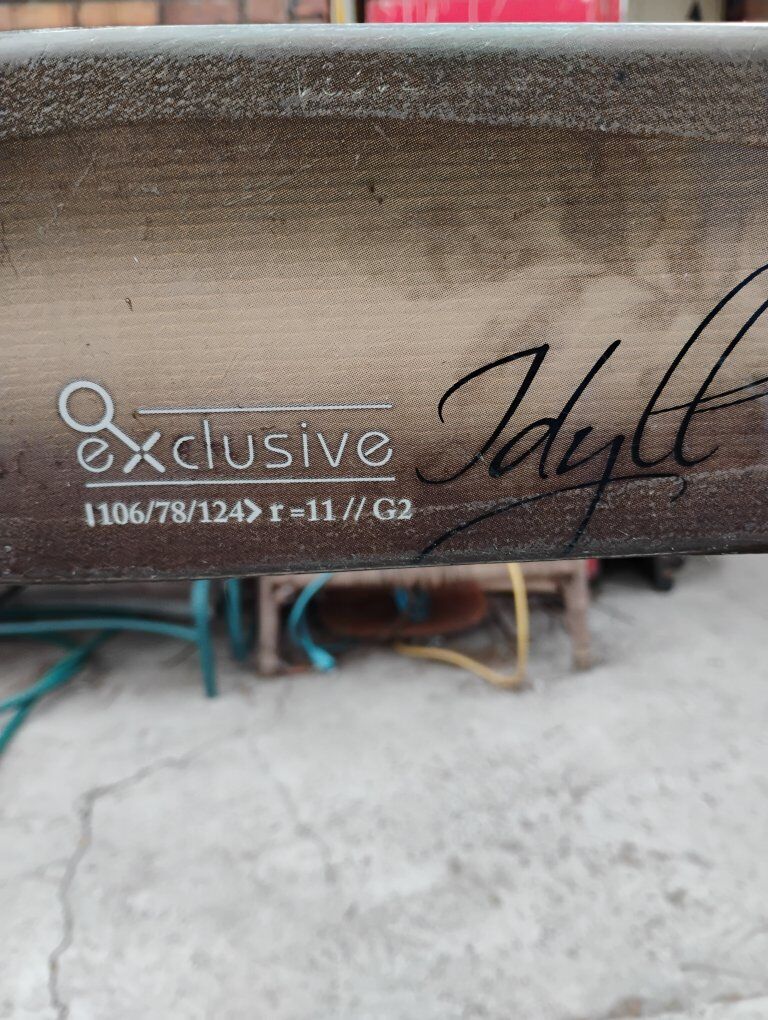 exclusive
|106/78/124> r =11 // G2
Idyll